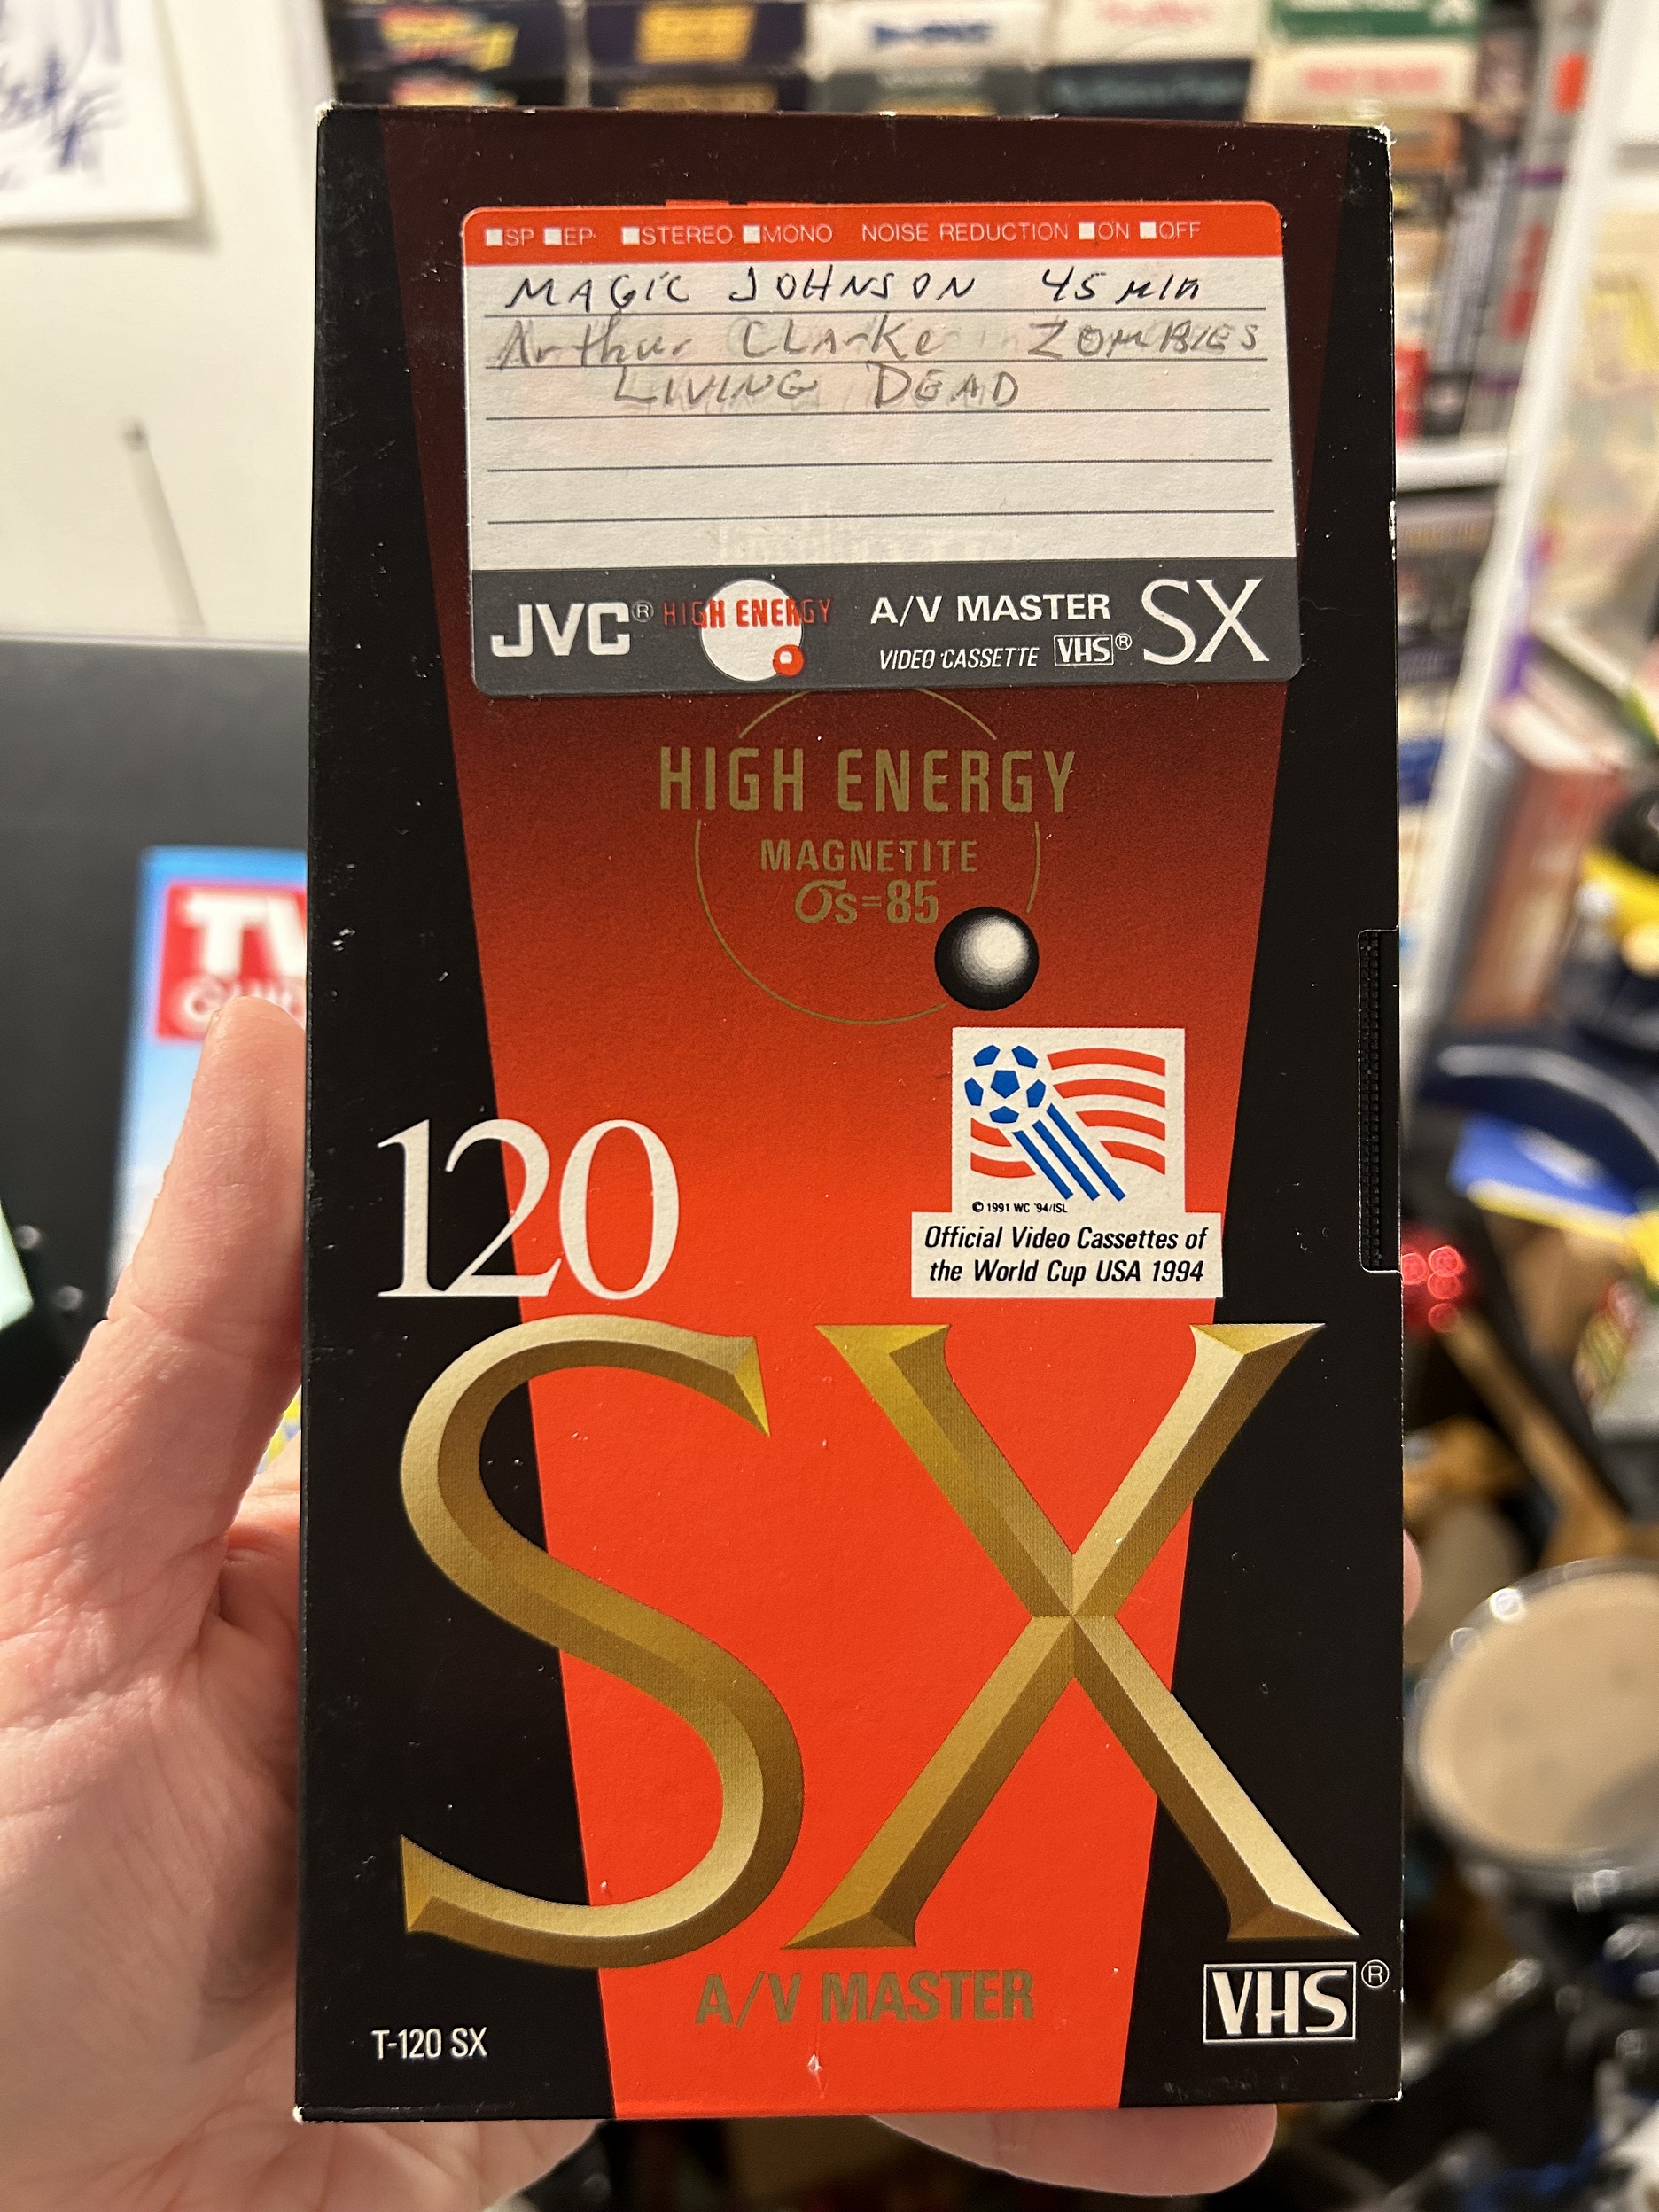 ■SP ■EP ■STEREO ■MONO NOISE REDUCTION ■ON ■OFF
MAGIC JOHNSON 45 MIN
Arthur CLarke ZOMBIES
LIVING DEAD
JVC® HIGH ENERGY A/V MASTER SX
VIDEO CASSETTE VHS®
HIGH ENERGY
MAGNETITE
σs=85
© 1991 WC '94/ISL
120
Official Video Cassettes of
the World Cup USA 1994
SX
A/V MASTER
T-120 SX
VHS®
TV